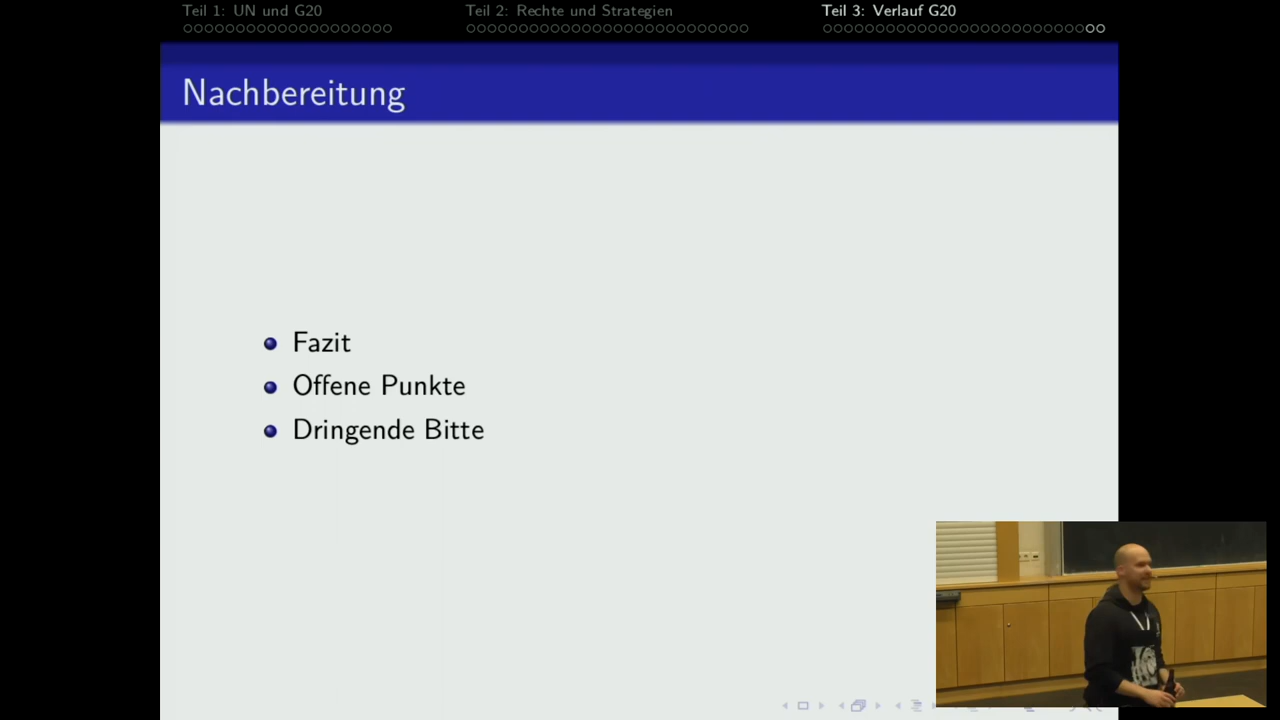 Teil 1: UN und G20
Teil 2: Rechte und Strategien
Teil 3: Verlauf G20
Nachbereitung
Fazit
Offene Punkte
Dringende Bitte